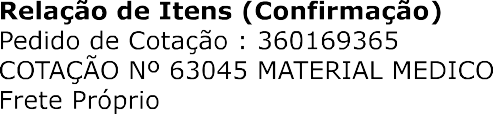 Relação de Itens (Confirmação)
Pedido de Cotação : 360169365
COTAÇÃO Nº 63045 MATERIAL MEDICO
Frete Próprio